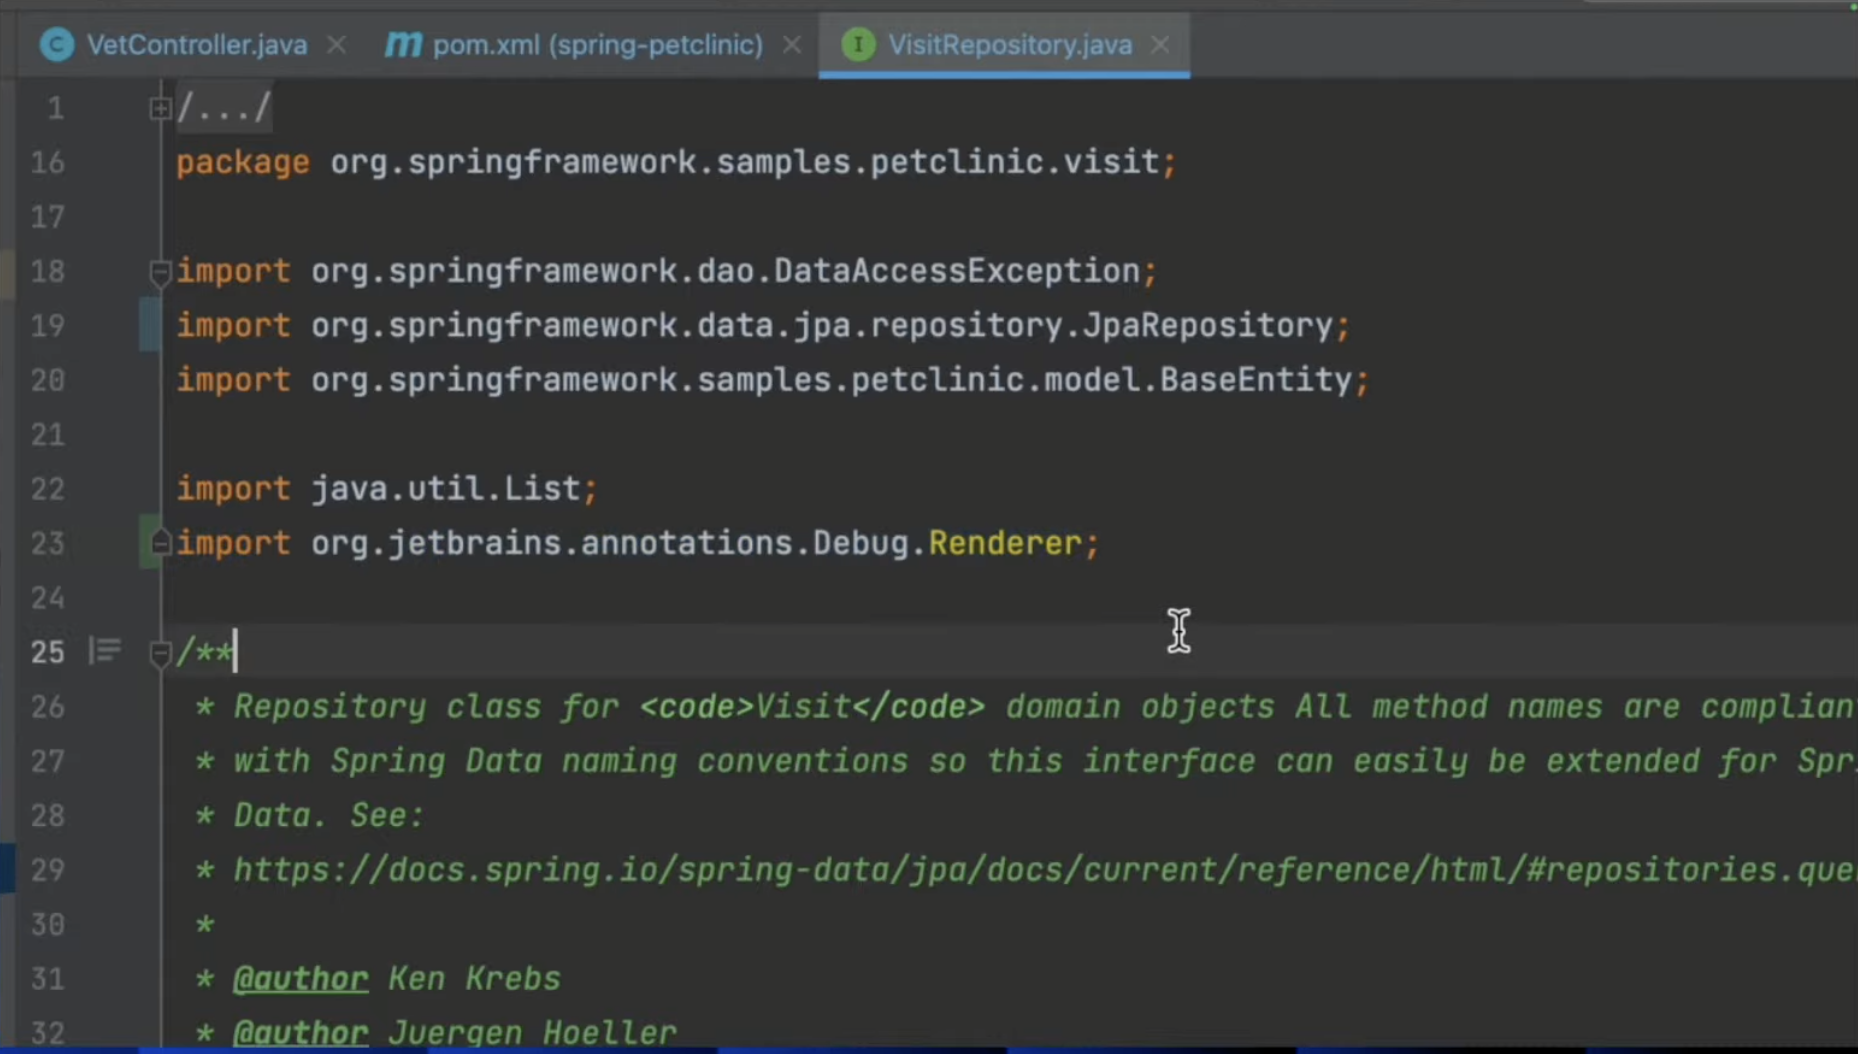 VetController.java
pom.xml (spring-petclinic)
VisitRepository.java
1 /.../
16 package org.springframework.samples.petclinic.visit;
17
18 import org.springframework.dao.DataAccessException;
19 import org.springframework.data.jpa.repository.JpaRepository;
20 import org.springframework.samples.petclinic.model.BaseEntity;
21
22 import java.util.List;
23 import org.jetbrains.annotations.Debug.Renderer;
24
25 /**
26 * Repository class for <code>Visit</code> domain objects All method names are complian
27 * with Spring Data naming conventions so this interface can easily be extended for Spr
28 * Data. See:
29 * https://docs.spring.io/spring-data/jpa/docs/current/reference/html/#repositories.que
30 *
31 * @author Ken Krebs
32 * @author Juergen Hoeller